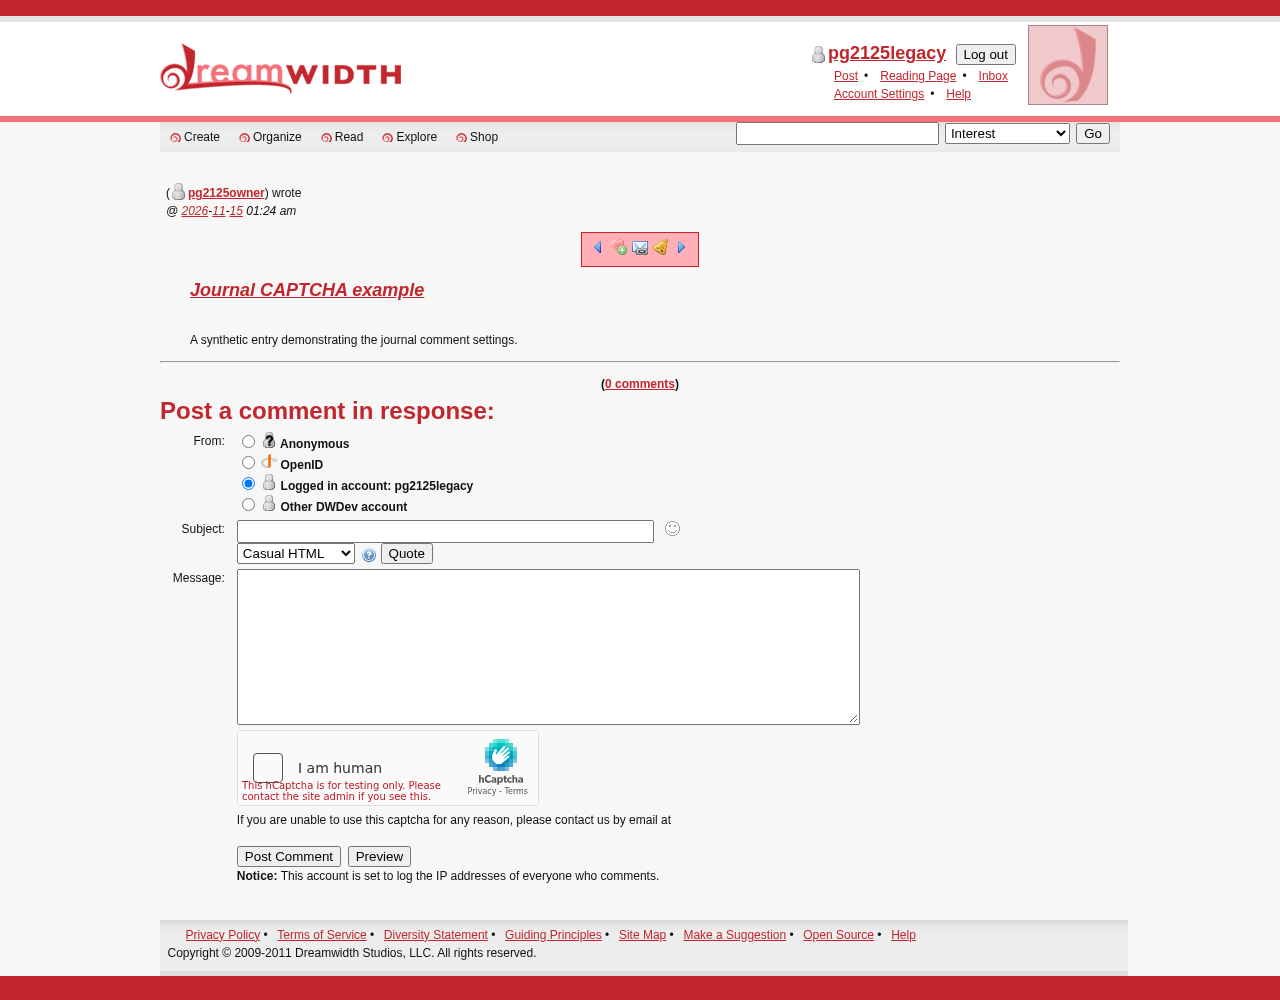 dreamWIDTH
pg2125legacy Log out
Post • Reading Page • Inbox
Account Settings • Help
Create Organize Read Explore Shop Interest Go
(pg2125owner) wrote
@ 2026-11-15 01:24 am
Journal CAPTCHA example
A synthetic entry demonstrating the journal comment settings.
(0 comments)
Post a comment in response:
From: Anonymous
OpenID
Logged in account: pg2125legacy
Other DWDev account
Subject:
Casual HTML ? Quote
Message:
I am human
This hCaptcha is for testing only. Please
contact the site admin if you see this.
hCaptcha
Privacy - Terms
If you are unable to use this captcha for any reason, please contact us by email at
Post Comment Preview
Notice: This account is set to log the IP addresses of everyone who comments.
Privacy Policy • Terms of Service • Diversity Statement • Guiding Principles • Site Map • Make a Suggestion • Open Source • Help
Copyright © 2009-2011 Dreamwidth Studios, LLC. All rights reserved.